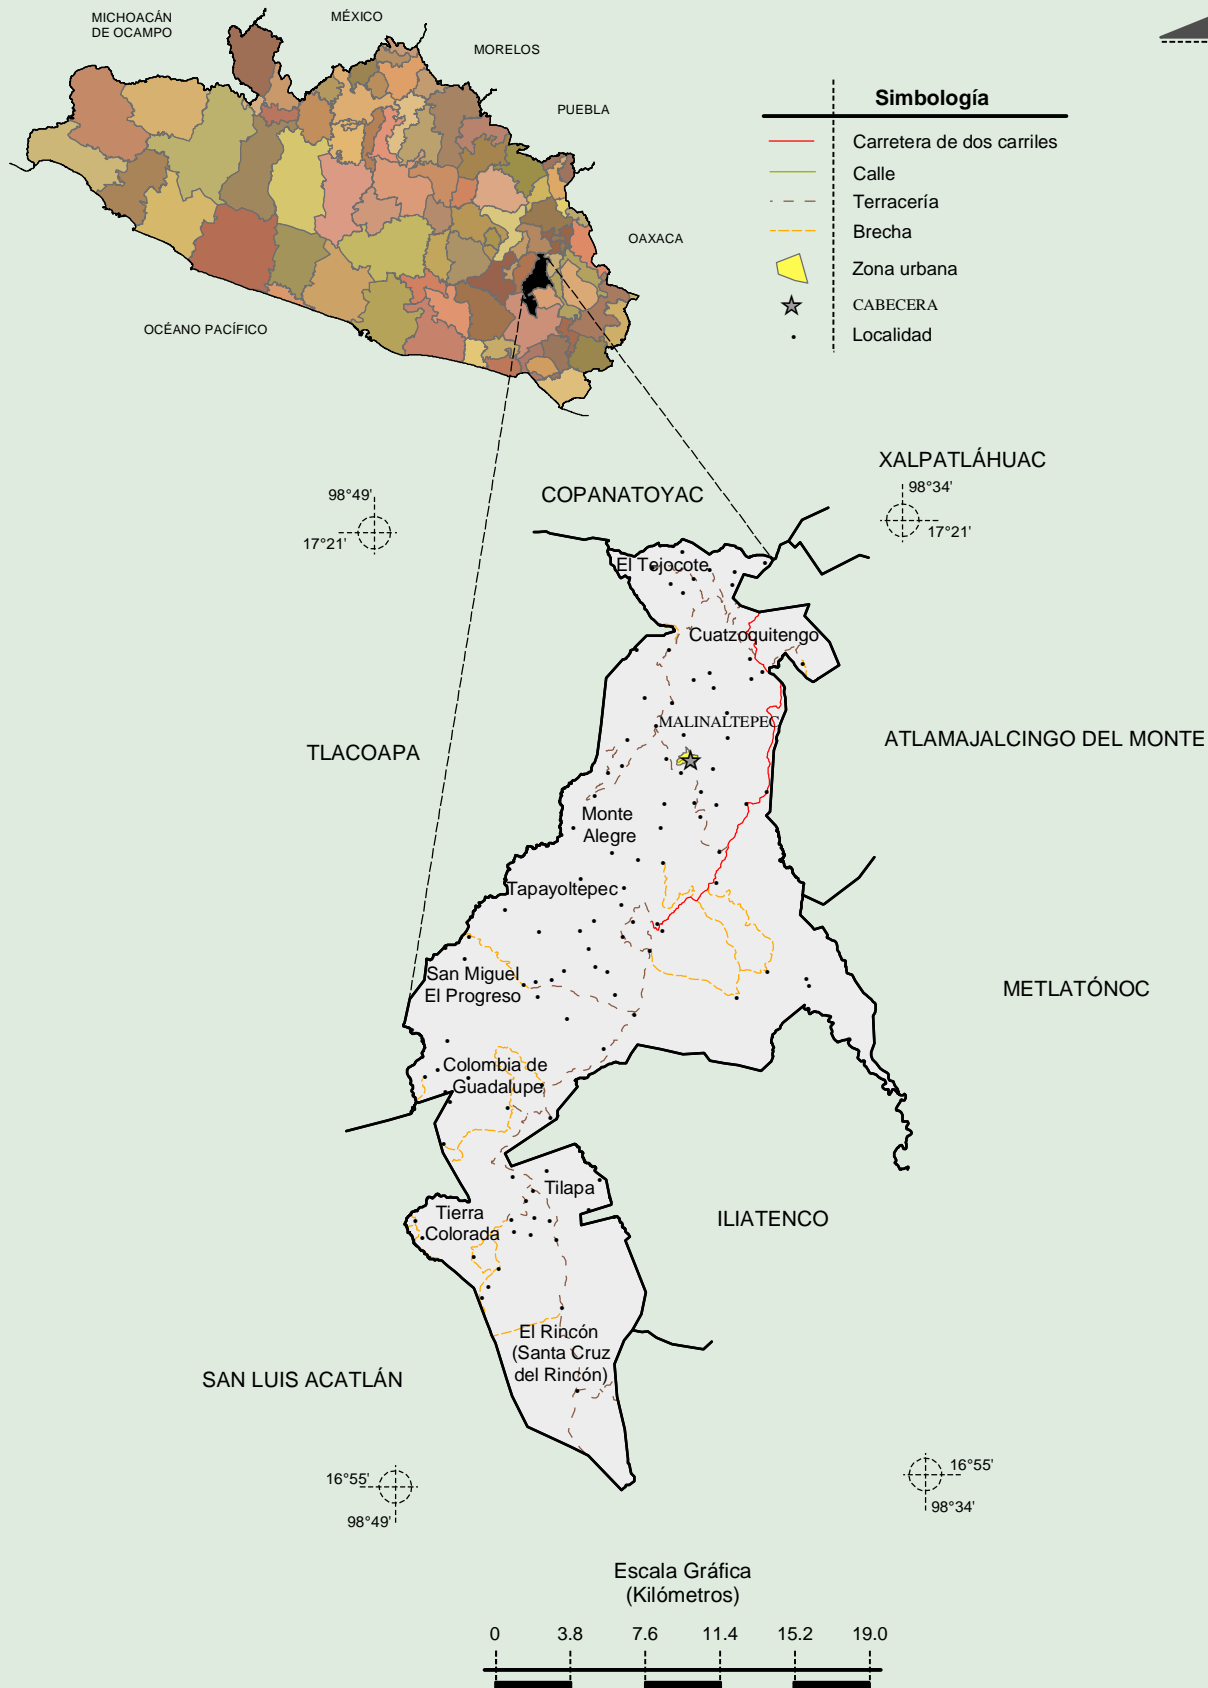 MICHOACÁN
DE OCAMPO
MÉXICO
MORELOS
PUEBLA
OAXACA
OCÉANO PACÍFICO
Simbología
Carretera de dos carriles
Calle
Terracería
Brecha
Zona urbana
CABECERA
Localidad
XALPATLÁHUAC
COPANATOYAC
98°49'
17°21'
98°34'
17°21'
El Tejocote
Cuatzoquitengo
MALINALTEPEC
TLACOAPA
ATLAMAJALCINGO DEL MONTE
Monte
Alegre
Tapayoltepec
San Miguel
El Progreso
METLATÓNOC
Colombia de
Guadalupe
Tilapa
Tierra
Colorada
ILIATENCO
El Rincón
(Santa Cruz
del Rincón)
SAN LUIS ACATLÁN
16°55'
98°49'
16°55'
98°34'
Escala Gráfica
(Kilómetros)
0 3.8 7.6 11.4 15.2 19.0